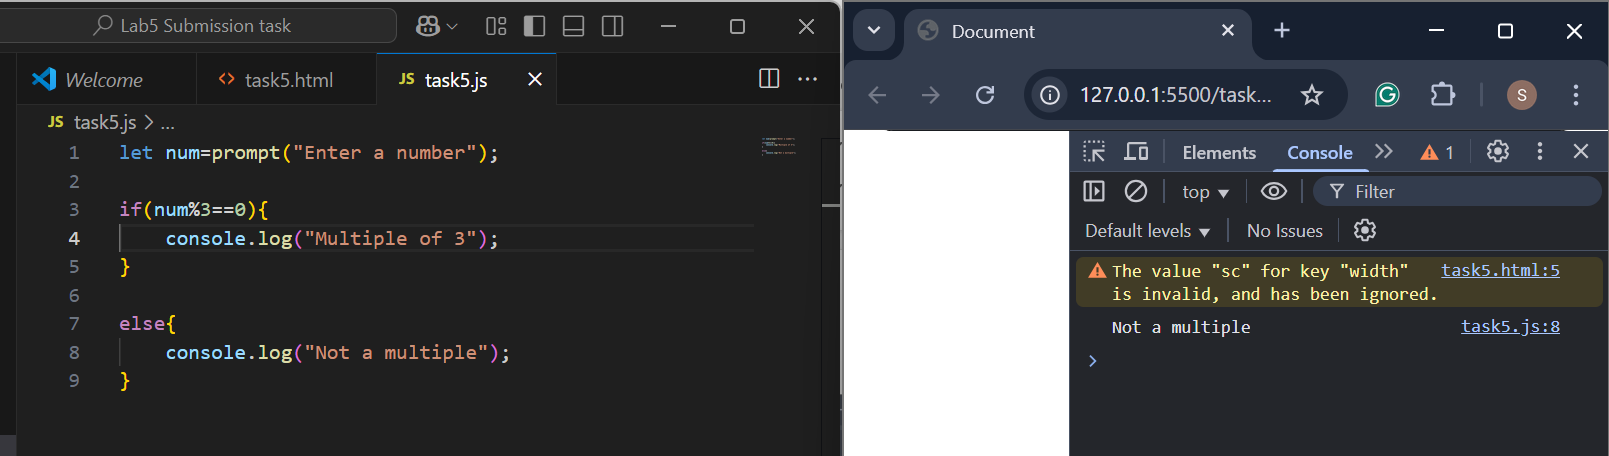 Lab5 Submission task
Welcome
<> task5.html
JS task5.js
JS task5.js > ...
1 let num=prompt("Enter a number");
2
3 if(num%3==0){
4     console.log("Multiple of 3");
5 }
6
7 else{
8     console.log("Not a multiple");
9 }
Document
127.0.0.1:5500/task...
S
Elements Console 1
top Filter
Default levels No Issues
The value "sc" for key "width" task5.html:5
is invalid, and has been ignored.
Not a multiple task5.js:8